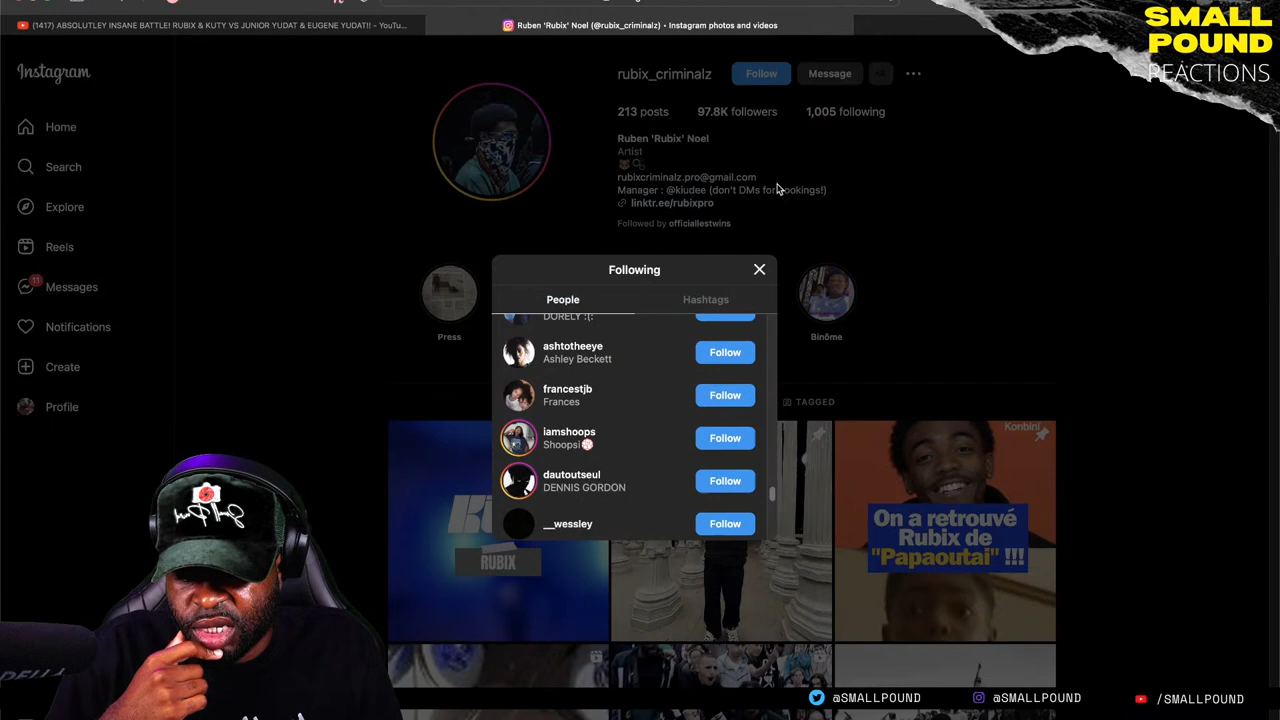 (1417) ABSOLUTLEY INSANE BATTLE! RUBIX & KUTY VS JUNIOR YUDAT & EUGENE YUDAT!! - YouTu...
Ruben 'Rubix' Noel (@rubix_criminalz) • Instagram photos and videos
SMALL
POUND
REACTIONS
Instagram
Home
Search
Explore
Reels
11
Messages
Notifications
Create
Profile
rubix_criminalz
Follow
Message
213 posts
97.8K followers
1,005 following
Ruben 'Rubix' Noel
Artist
rubixcriminalz.pro@gmail.com
Manager : @kiudee (don't DMs for bookings!)
linktr.ee/rubixpro
Followed by officiallestwins
Press
Binôme
Following
People
Hashtags
DORELY :(:
ashtotheeye
Ashley Beckett
Follow
francestjb
Frances
Follow
iamshoops
Shoopsi
Follow
dautoutseul
DENNIS GORDON
Follow
__wessley
Follow
TAGGED
RUBIX
Konbini
On a retrouvé
Rubix de
"Papaoutai" !!!
Small Pound
@SMALLPOUND
@SMALLPOUND
/SMALLPOUND